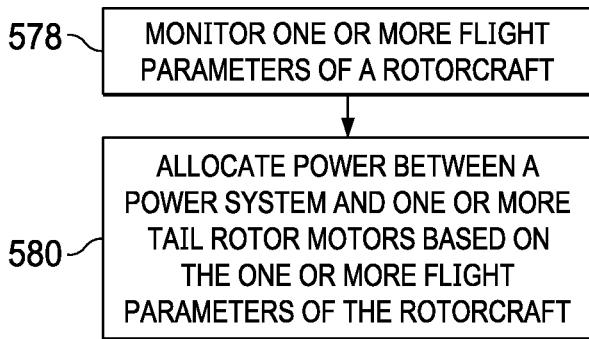 578
MONITOR ONE OR MORE FLIGHT
PARAMETERS OF A ROTORCRAFT
580
ALLOCATE POWER BETWEEN A
POWER SYSTEM AND ONE OR MORE
TAIL ROTOR MOTORS BASED ON
THE ONE OR MORE FLIGHT
PARAMETERS OF THE ROTORCRAFT